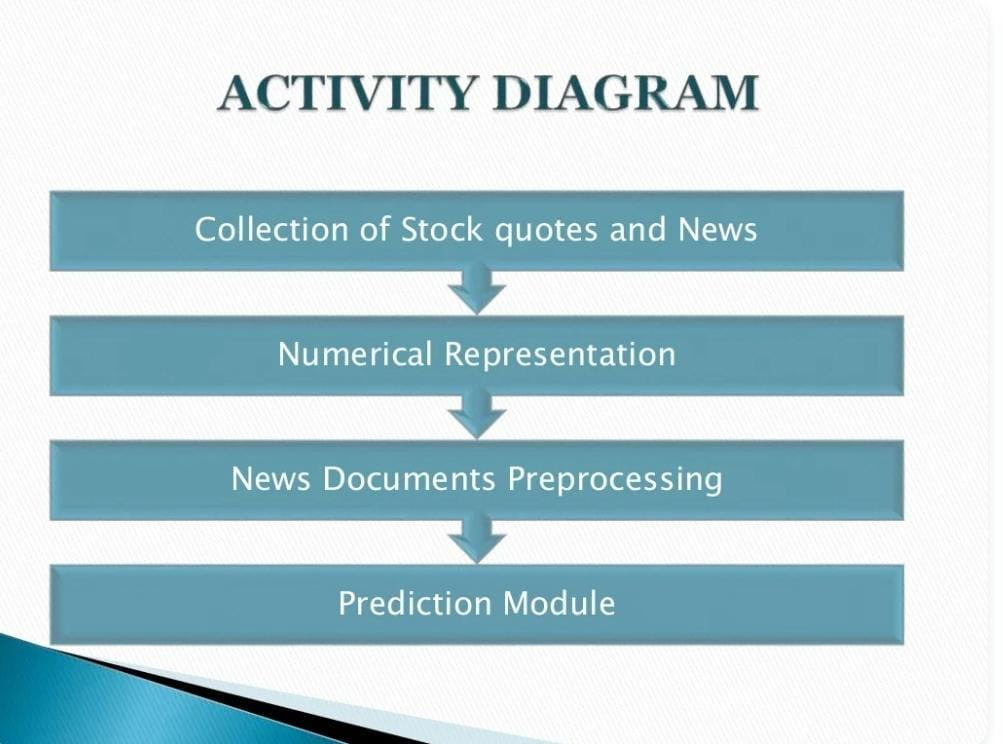 ACTIVITY DIAGRAM
Collection of Stock quotes and News
Numerical Representation
News Documents Preprocessing
Prediction Module